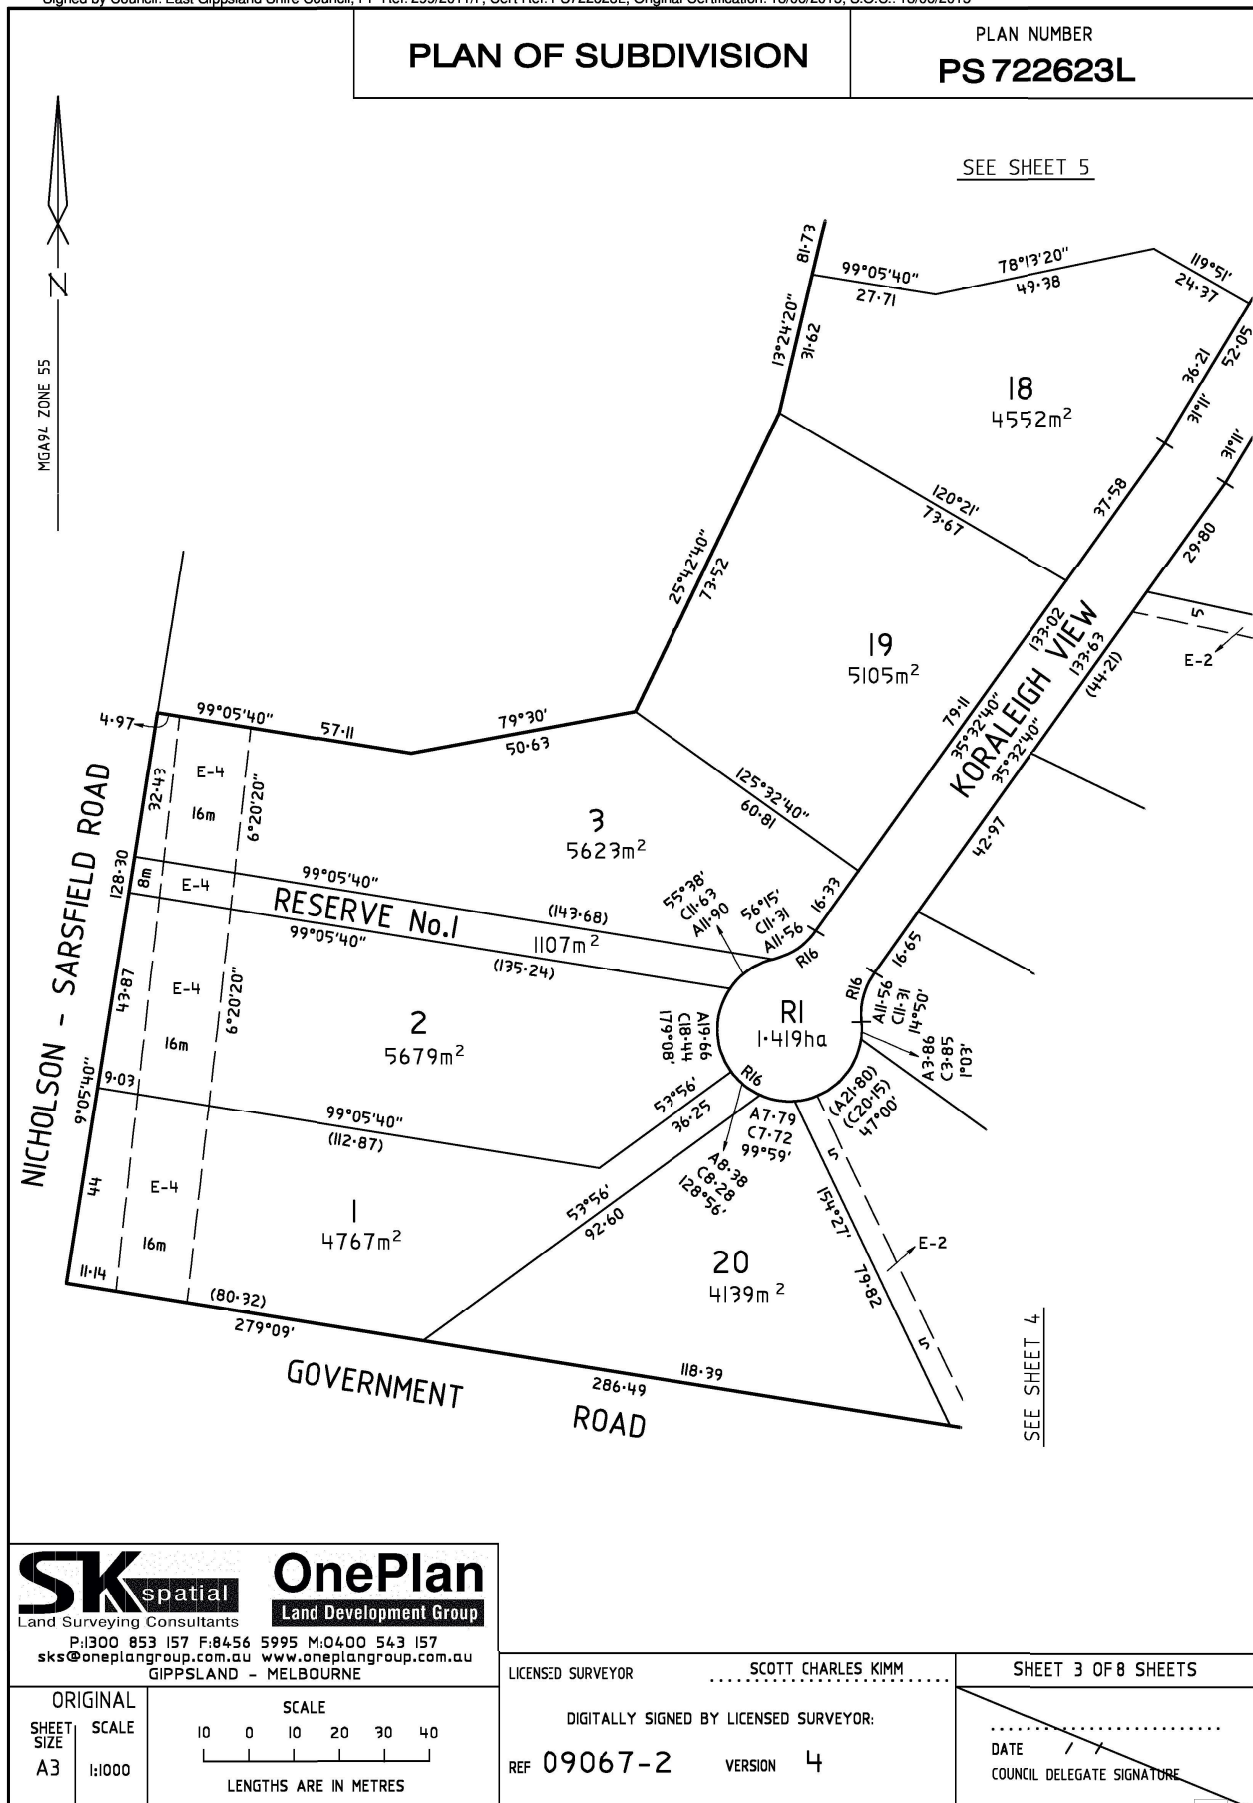 PLAN OF SUBDIVISION
PLAN NUMBER
PS 722623L
SEE SHEET 5
N
MGA94 ZONE 55
81·73
99°05'40"
27·71
78°13'20"
49·38
119°51'
24·37
13°24'20"
31·62
36·21
52·05
31°11'
31°11'
18
4552m²
120°21'
73·67
37·58
29·80
25°42'40"
73·52
5
E-2
19
5105m²
133·02
79·11
35°32'40"
KORALEIGH VIEW
35°32'40"
133·63
(44·21)
42·97
4·97
99°05'40"
57·11
79°30'
50·63
125°32'40"
60·81
32·43
E-4
16m
6°20'20"
3
5623m²
NICHOLSON - SARSFIELD ROAD
128·30
8m
E-4
99°05'40"
(143·68)
RESERVE No.1
1107m²
99°05'40"
(135·24)
55°38'
C11·63
A11·90
56°15'
C11·31
A11·56
16·33
R16
16·65
R16
A11·56
C11·31
14°50'
43·87
E-4
16m
6°20'20"
2
5679m²
R1
1·419ha
A19·66
C18·44
179°08'
R16
A3·86
C3·85
1°03'
(A21·80)
(C20·15)
47°00'
9°05'40"
9·03
99°05'40"
(112·87)
53°56'
36·25
A7·79
C7·72
99°59'
A8·38
C8·28
128°56'
5
44
E-4
16m
1
4767m²
53°56'
92·60
154°27'
79·82
E-2
5
20
4139m²
11·14
(80·32)
279°09'
118·39
286·49
GOVERNMENT
ROAD
SEE SHEET 4
SK spatial
Land Surveying Consultants
OnePlan
Land Development Group
P:1300 853 157 F:8456 5995 M:0400 543 157
sks@oneplangroup.com.au www.oneplangroup.com.au
GIPPSLAND - MELBOURNE
ORIGINAL
SHEET SIZE
A3
SCALE
1:1000
SCALE
10 0 10 20 30 40
LENGTHS ARE IN METRES
LICENSED SURVEYOR SCOTT CHARLES KIMM
DIGITALLY SIGNED BY LICENSED SURVEYOR:
REF 09067-2 VERSION 4
SHEET 3 OF 8 SHEETS
DATE / /
COUNCIL DELEGATE SIGNATURE